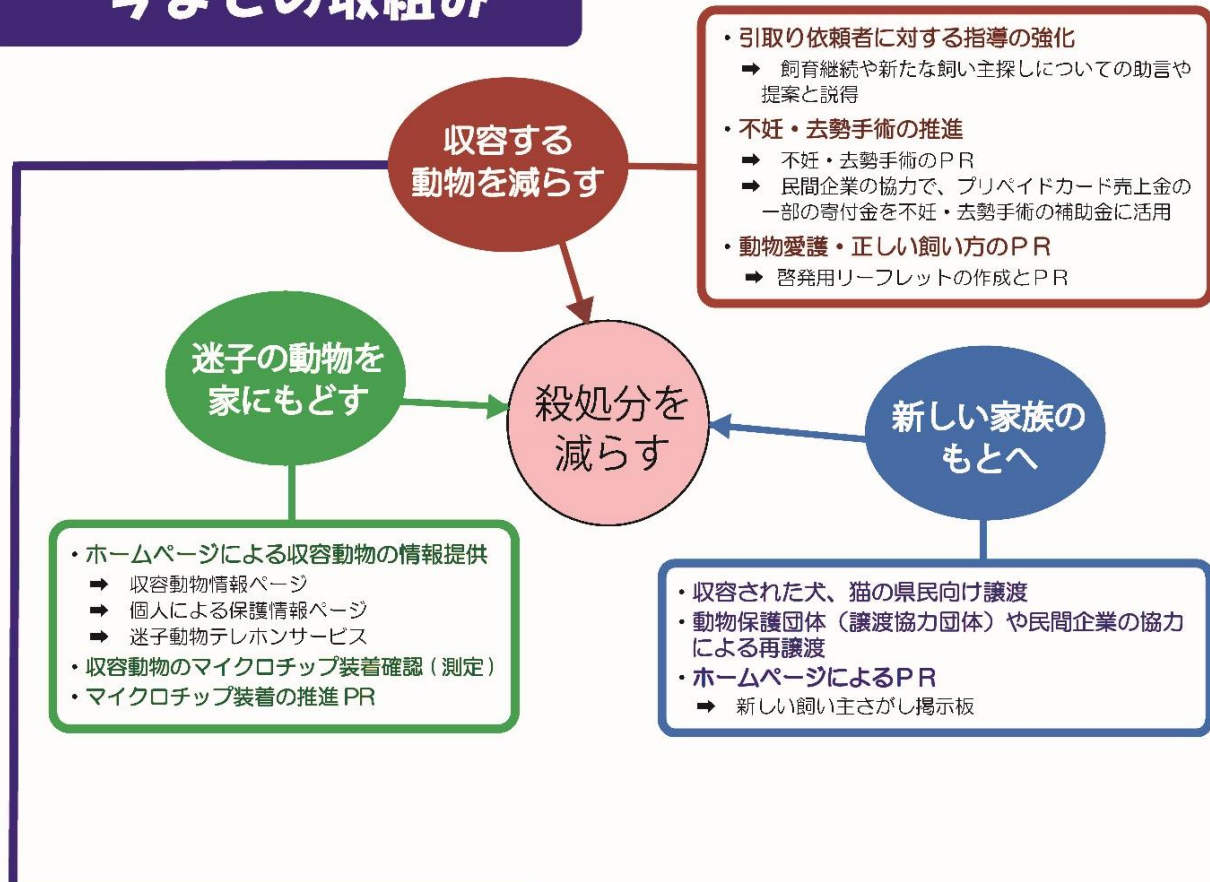 今までの取組み
収容する
動物を減らす
・引取り依頼者に対する指導の強化
➡ 飼育継続や新たな飼い主探しについての助言や
提案と説得
・不妊・去勢手術の推進
➡ 不妊・去勢手術のPR
➡ 民間企業の協力で、プリペイドカード売上金の
一部の寄付金を不妊・去勢手術の補助金に活用
・動物愛護・正しい飼い方のPR
➡ 啓発用リーフレットの作成とPR
迷子の動物を
家にもどす
殺処分を
減らす
新しい家族の
もとへ
・ホームページによる収容動物の情報提供
➡ 収容動物情報ページ
➡ 個人による保護情報ページ
➡ 迷子動物テレホンサービス
・収容動物のマイクロチップ装着確認(測定)
・マイクロチップ装着の推進PR
・収容された犬、猫の県民向け譲渡
・動物保護団体(譲渡協力団体)や民間企業の協力
による再譲渡
・ホームページによるPR
➡ 新しい飼い主さがし掲示板